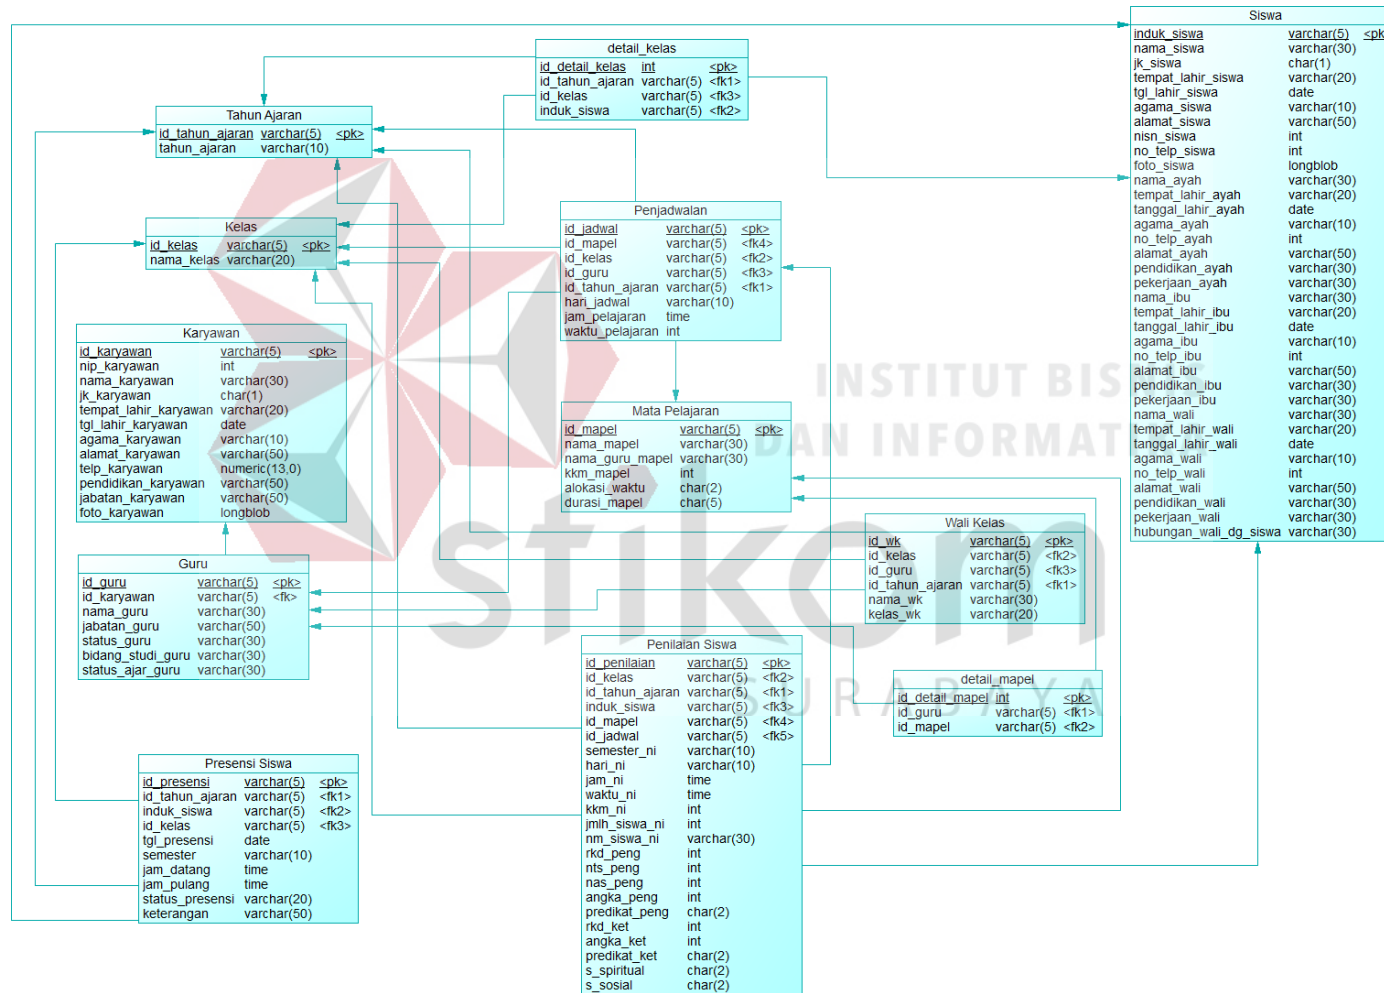 Siswa
induk_siswa varchar(5) <pk
nama_siswa varchar(30)
jk_siswa char(1)
tempat_lahir_siswa varchar(20)
tgl_lahir_siswa date
agama_siswa varchar(10)
alamat_siswa varchar(50)
nisn_siswa int
no_telp_siswa int
foto_siswa longblob
nama_ayah varchar(30)
tempat_lahir_ayah varchar(20)
tanggal_lahir_ayah date
agama_ayah varchar(10)
no_telp_ayah int
alamat_ayah varchar(50)
pendidikan_ayah varchar(30)
pekerjaan_ayah varchar(30)
nama_ibu varchar(30)
tempat_lahir_ibu varchar(20)
tanggal_lahir_ibu date
agama_ibu varchar(10)
no_telp_ibu int
alamat_ibu varchar(50)
pendidikan_ibu varchar(30)
pekerjaan_ibu varchar(30)
nama_wali varchar(30)
tempat_lahir_wali varchar(20)
tanggal_lahir_wali date
agama_wali varchar(10)
no_telp_wali int
alamat_wali varchar(50)
pendidikan_wali varchar(30)
pekerjaan_wali varchar(30)
hubungan_wali_dg_siswa varchar(30)
detail_kelas
id_detail_kelas int <pk>
id_tahun_ajaran varchar(5) <fk1>
id_kelas varchar(5) <fk3>
induk_siswa varchar(5) <fk2>
Tahun Ajaran
id_tahun_ajaran varchar(5) <pk>
tahun_ajaran varchar(10)
Kelas
id_kelas varchar(5) <pk>
nama_kelas varchar(20)
Penjadwalan
id_jadwal varchar(5) <pk>
id_mapel varchar(5) <fk4>
id_kelas varchar(5) <fk2>
id_guru varchar(5) <fk3>
id_tahun_ajaran varchar(5) <fk1>
hari_jadwal varchar(10)
jam_pelajaran time
waktu_pelajaran int
Karyawan
id_karyawan varchar(5) <pk>
nip_karyawan int
nama_karyawan varchar(30)
jk_karyawan char(1)
tempat_lahir_karyawan varchar(20)
tgl_lahir_karyawan date
agama_karyawan varchar(10)
alamat_karyawan varchar(50)
telp_karyawan numeric(13,0)
pendidikan_karyawan varchar(50)
jabatan_karyawan varchar(50)
foto_karyawan longblob
Mata Pelajaran
id_mapel varchar(5) <pk>
nama_mapel varchar(30)
nama_guru_mapel varchar(30)
kkm_mapel int
alokasi_waktu char(2)
durasi_mapel char(5)
INSTITUT BIS
DAN INFORMAT
stikom
SURABAYA
Wali Kelas
id_wk varchar(5) <pk>
id_kelas varchar(5) <fk2>
id_guru varchar(5) <fk3>
id_tahun_ajaran varchar(5) <fk1>
nama_wk varchar(30)
kelas_wk varchar(20)
Guru
id_guru varchar(5) <pk>
id_karyawan varchar(5) <fk>
nama_guru varchar(30)
jabatan_guru varchar(50)
status_guru varchar(30)
bidang_studi_guru varchar(30)
status_ajar_guru varchar(30)
Penilaian Siswa
id_penilaian varchar(5) <pk>
id_kelas varchar(5) <fk2>
id_tahun_ajaran varchar(5) <fk1>
induk_siswa varchar(5) <fk3>
id_mapel varchar(5) <fk4>
id_jadwal varchar(5) <fk5>
semester_ni varchar(10)
hari_ni varchar(10)
jam_ni time
waktu_ni time
kkm_ni int
jmlh_siswa_ni int
nm_siswa_ni varchar(30)
rkd_peng int
nts_peng int
nas_peng int
angka_peng int
predikat_peng char(2)
rkd_ket int
angka_ket int
predikat_ket char(2)
s_spiritual char(2)
s_sosial char(2)
detail_mapel
id_detail_mapel int <pk>
id_guru varchar(5) <fk1>
id_mapel varchar(5) <fk2>
Presensi Siswa
id_presensi varchar(5) <pk>
id_tahun_ajaran varchar(5) <fk1>
induk_siswa varchar(5) <fk2>
id_kelas varchar(5) <fk3>
tgl_presensi date
semester varchar(10)
jam_datang time
jam_pulang time
status_presensi varchar(20)
keterangan varchar(50)